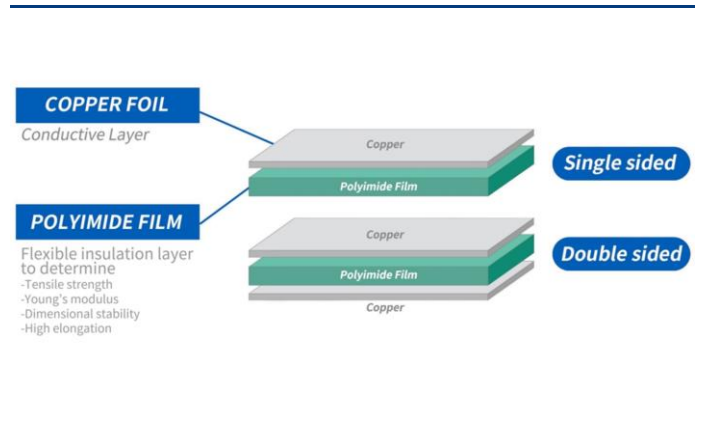 COPPER FOIL
Conductive Layer
Copper
Polyimide Film
Single sided
POLYIMIDE FILM
Flexible insulation layer
to determine
-Tensile strength
-Young's modulus
-Dimensional stability
-High elongation
Copper
Polyimide Film
Copper
Double sided